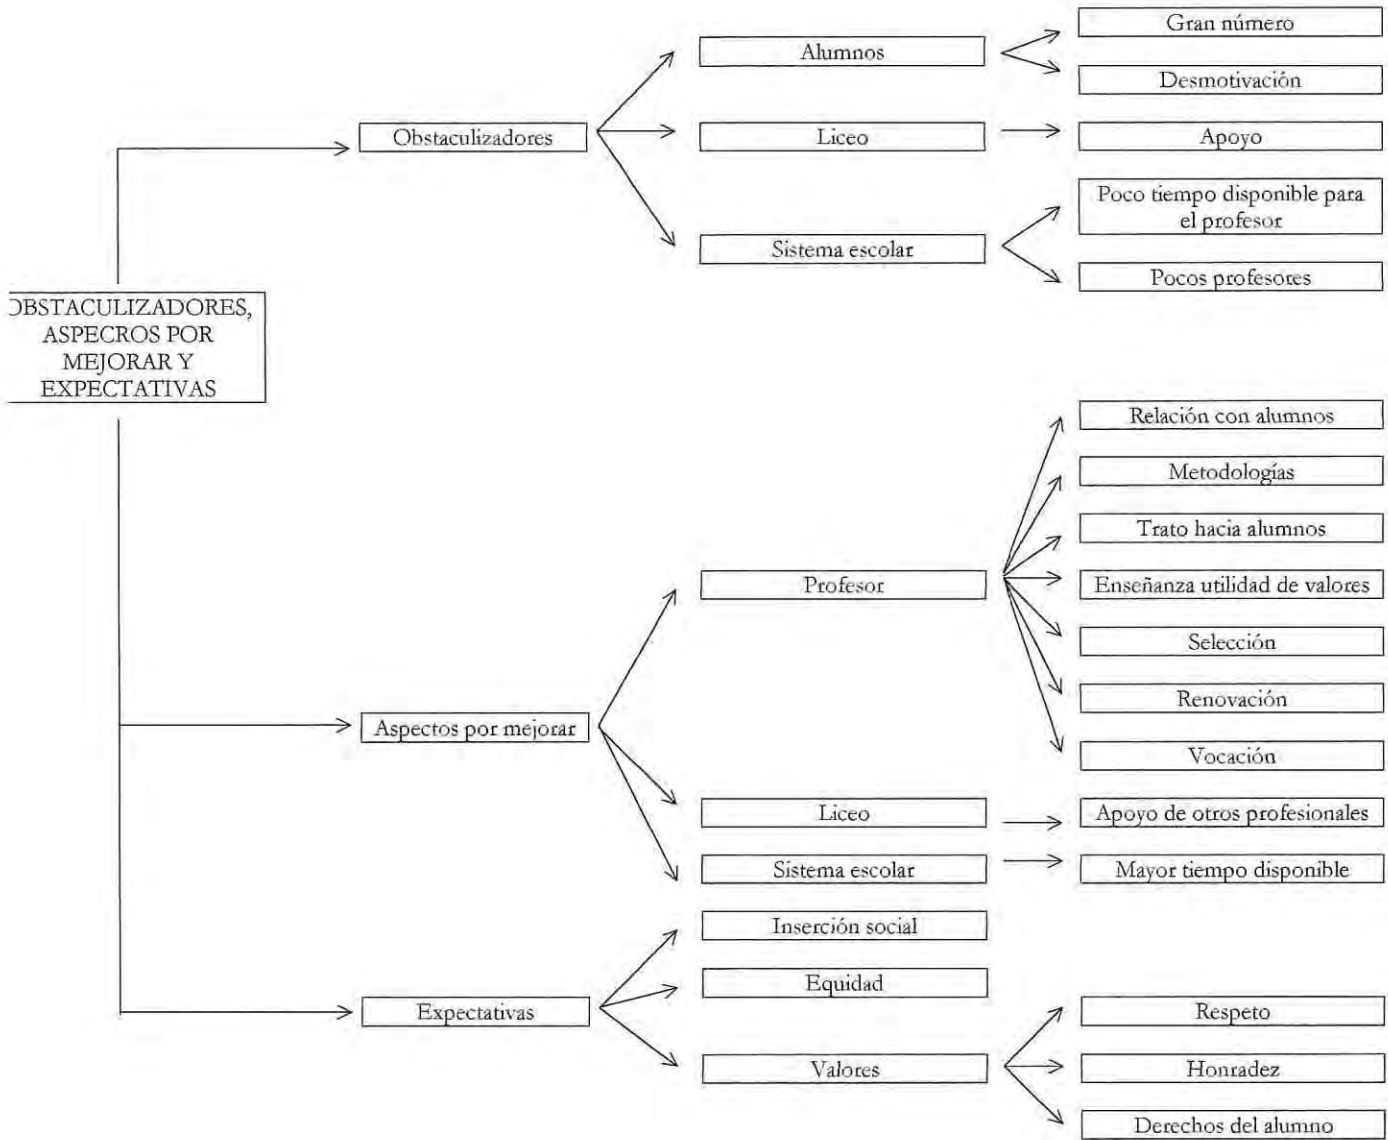 Gran número
Alumnos
Desmotivación
Obstaculizadores
Liceo
Apoyo
Poco tiempo disponible para
el profesor
Sistema escolar
Pocos profesores
OBSTACULIZADORES,
ASPECROS POR
MEJORAR Y
EXPECTATIVAS
Relación con alumnos
Metodologías
Trato hacia alumnos
Profesor
Enseñanza utilidad de valores
Selección
Renovación
Aspectos por mejorar
Vocación
Liceo
Apoyo de otros profesionales
Sistema escolar
Mayor tiempo disponible
Inserción social
Equidad
Expectativas
Respeto
Valores
Honradez
Derechos del alumno